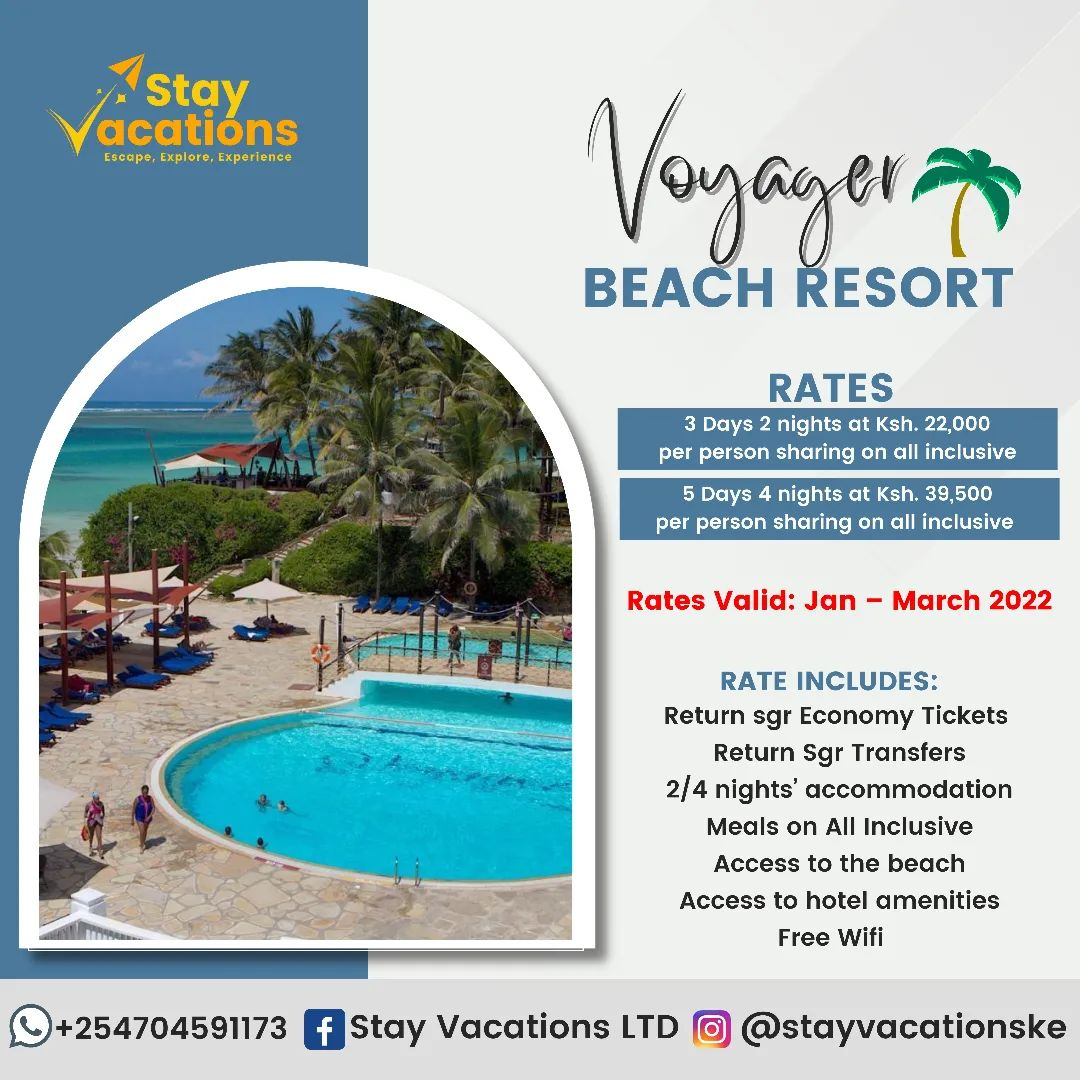 Stay
Vacations
Escape, Explore, Experience
Voyager
BEACH RESORT
RATES
3 Days 2 nights at Ksh. 22,000
per person sharing on all inclusive
5 Days 4 nights at Ksh. 39,500
per person sharing on all inclusive
Rates Valid: Jan – March 2022
RATE INCLUDES:
Return sgr Economy Tickets
Return Sgr Transfers
2/4 nights’ accommodation
Meals on All Inclusive
Access to the beach
Access to hotel amenities
Free Wifi
+254704591173 f Stay Vacations LTD @stayvacationske